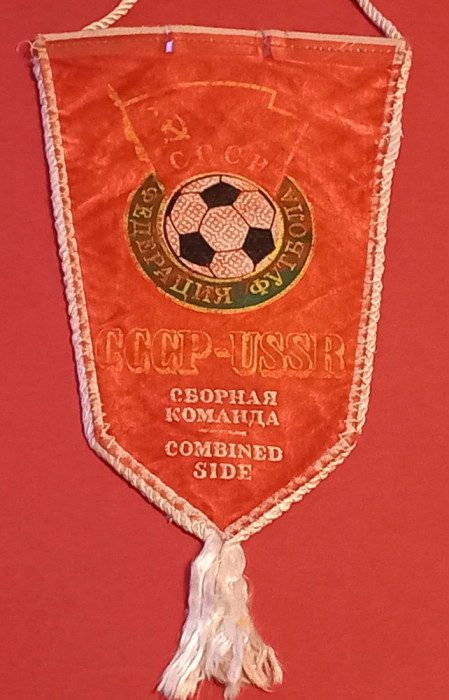 СССР
ФЕДЕРАЦИЯ ФУТБОЛА
СССР-USSR
СБОРНАЯ
КОМАНДА
COMBINED
SIDE